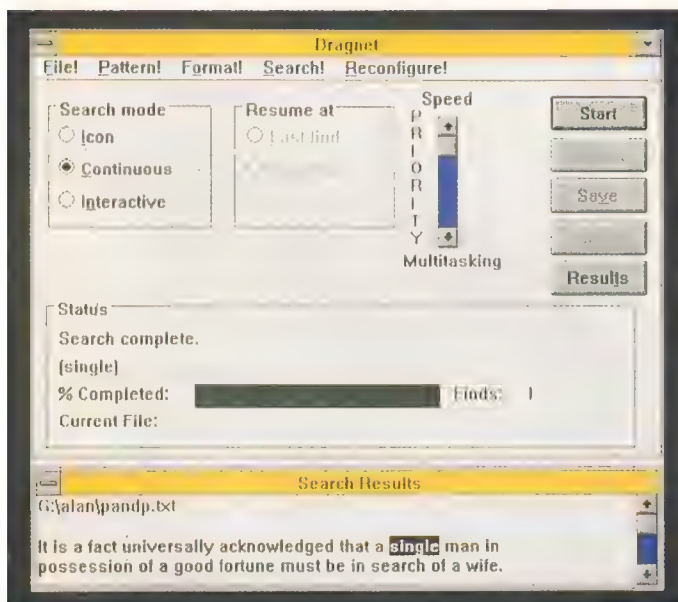 Dragnet
File! Pattern! Format! Search! Reconfigure!
Search mode
Icon
Continuous
Interactive
Resume at
Last find
Speed
PRIORITY
Multitasking
Start
Save
Results
Status
Search complete.
(single)
% Completed: Finds: 1
Current File:
Search Results
G:\alan\pandp.txt
It is a fact universally acknowledged that a single man in
possession of a good fortune must be in search of a wife.